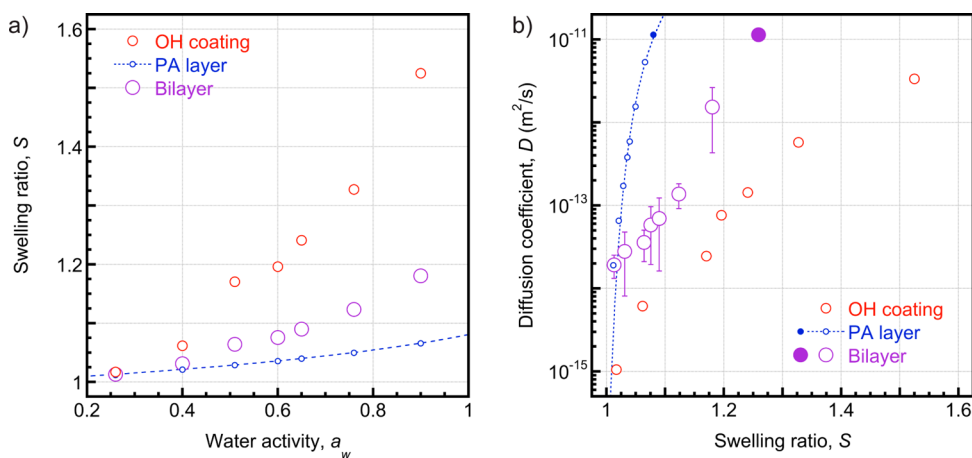 a)
Swelling ratio, S
1.6
1.4
1.2
1
OH coating
PA layer
Bilayer
0.2
0.4
0.6
0.8
1
Water activity, a_w
b)
Diffusion coefficient, D (m²/s)
10⁻¹¹
10⁻¹³
10⁻¹⁵
OH coating
PA layer
Bilayer
1.0
1.2
1.4
1.6
Swelling ratio, S